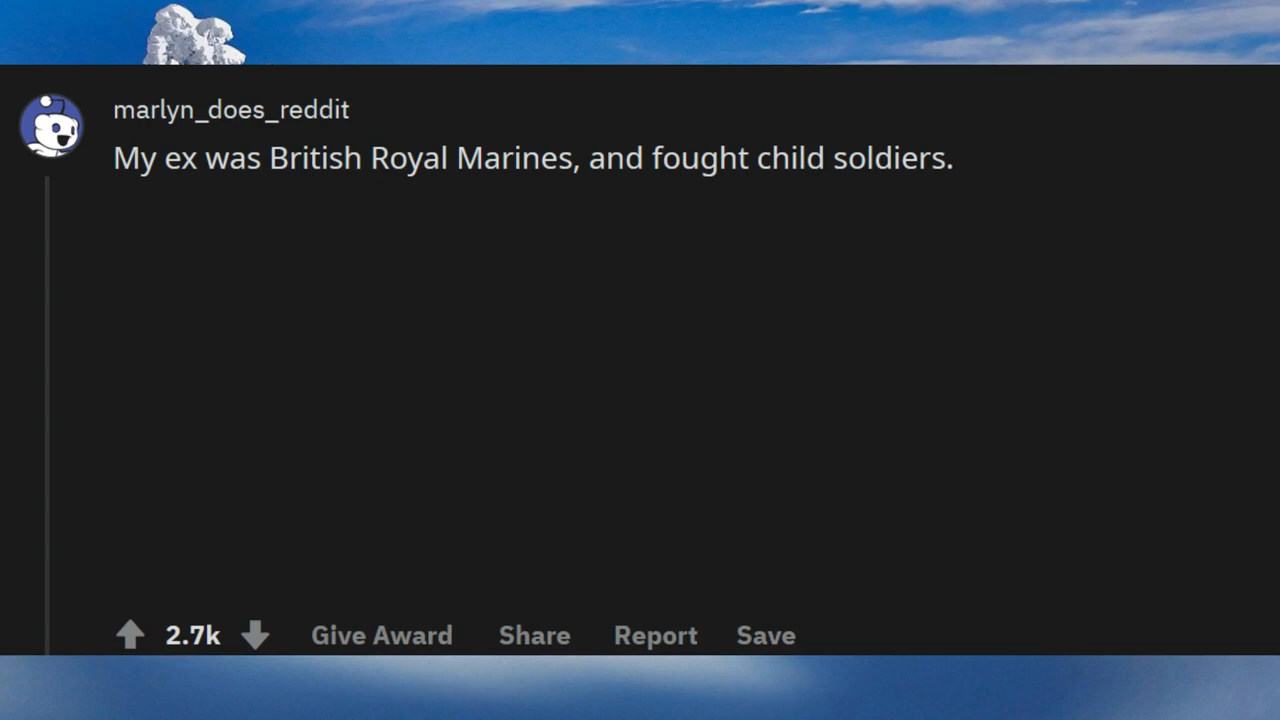 marlyn_does_reddit
My ex was British Royal Marines, and fought child soldiers.
2.7k Give Award Share Report Save